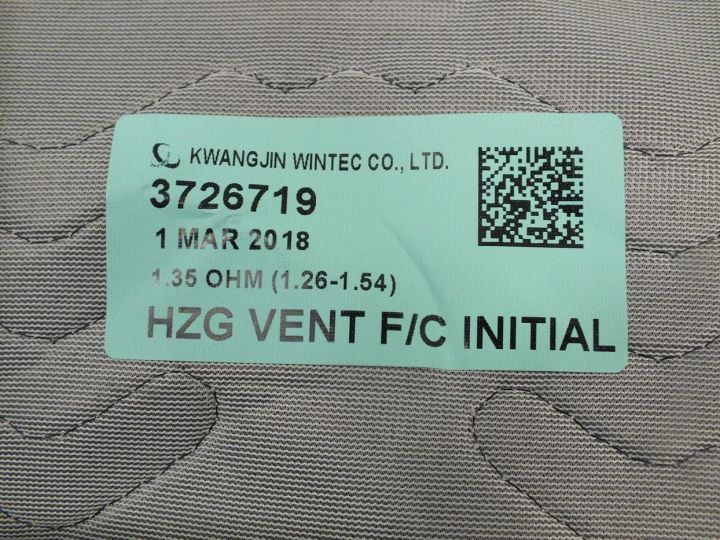 KWANGJIN WINTEC CO., LTD.
3726719
1 MAR 2018
1.35 OHM (1.26-1.54)
HZG VENT F/C INITIAL